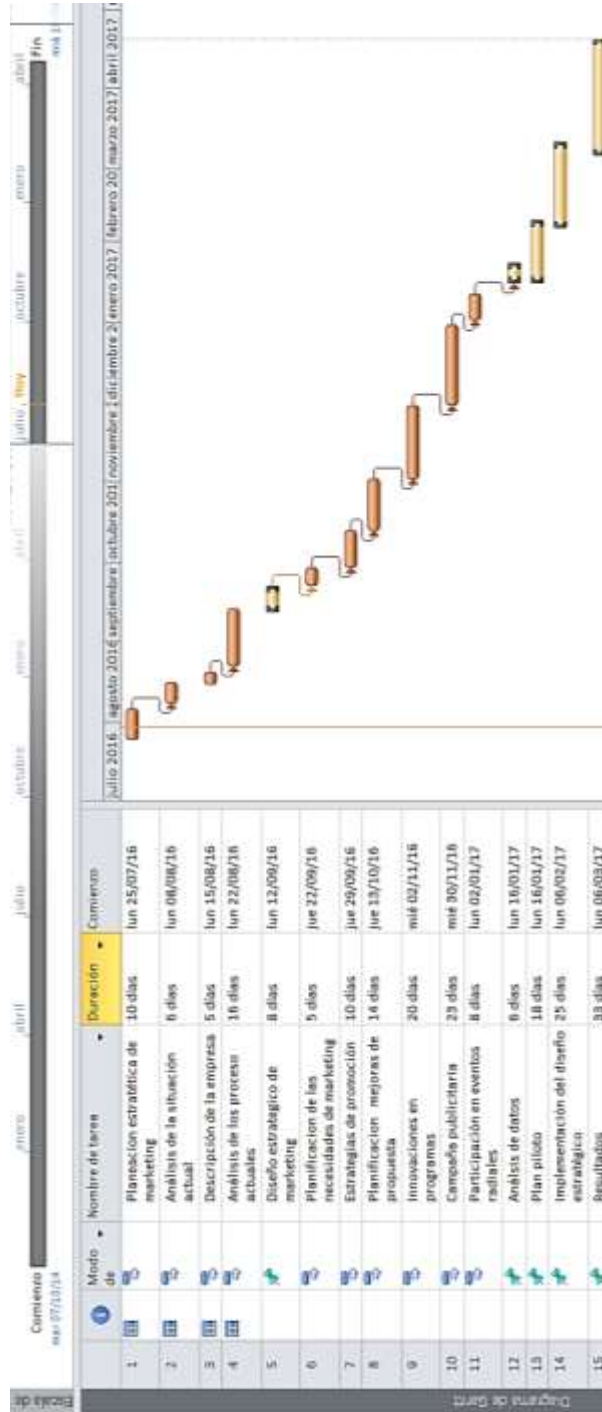 Escala de
Comienzo
mar 07/10/14
enero
abril
julio
octubre
enero
abril
julio
Hoy
octubre
enero
abril
Fin
mié 1
Diagrama de Gantt
Modo de
Nombre de tarea
Duración
Comienzo
julio 2016
agosto 2016
septiembre
octubre 201
noviembre
diciembre 2
enero 2017
febrero 20
marzo 2017
abril 2017
1 Planeacion estratética de 10 días lun 25/07/16
marketing
2 Análisis de la situación 6 días lun 08/08/16
actual
3 Descripción de la empresa 5 días lun 15/08/16
4 Análisis de los proceso 16 días lun 22/08/16
actuales
5 Diseño estrategico de 8 días lun 12/09/16
marketing
6 Planificacion de las 5 días jue 22/09/16
necesidades de marketing
7 Estrategias de promoción 10 días jue 29/09/16
8 Planificacion mejoras de 14 días jue 13/10/16
propuesta
9 Innovaciones en 20 días mié 02/11/16
programas
10 Campaña publicitaria 23 días mié 30/11/16
11 Participación en eventos 8 días lun 02/01/17
radiales
12 Análsis de datos 6 días lun 16/01/17
13 Plan piloto 18 días lun 16/01/17
14 Implementación del diseño 25 días lun 06/02/17
estratégico
15 Resultados 33 días lun 06/03/17